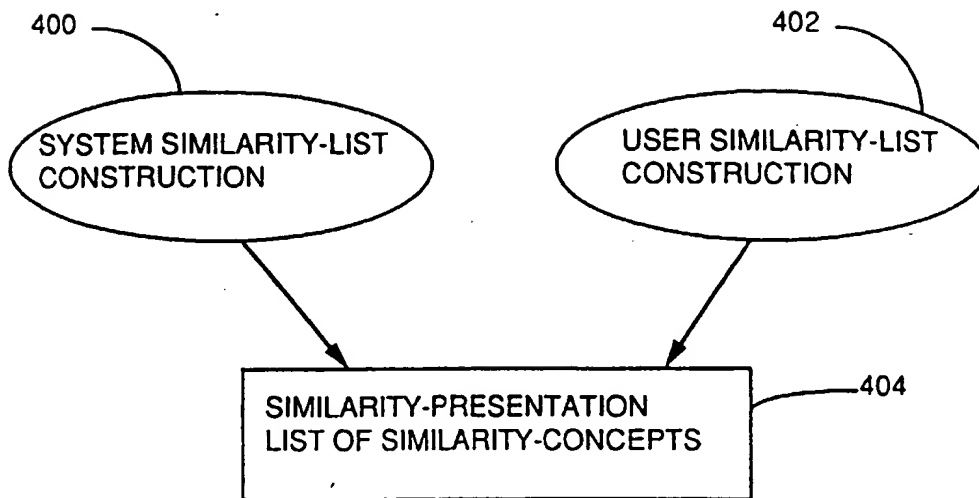 400
402
SYSTEM SIMILARITY-LIST
CONSTRUCTION
USER SIMILARITY-LIST
CONSTRUCTION
SIMILARITY-PRESENTATION
LIST OF SIMILARITY-CONCEPTS
404